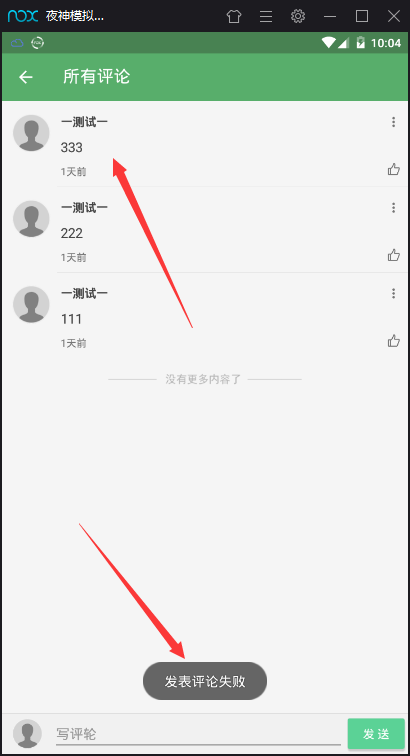 nox 夜神模拟...
10:04
所有评论
一测试一
333
1天前
一测试一
222
1天前
一测试一
111
1天前
没有更多内容了
发表评论失败
写评轮
发送